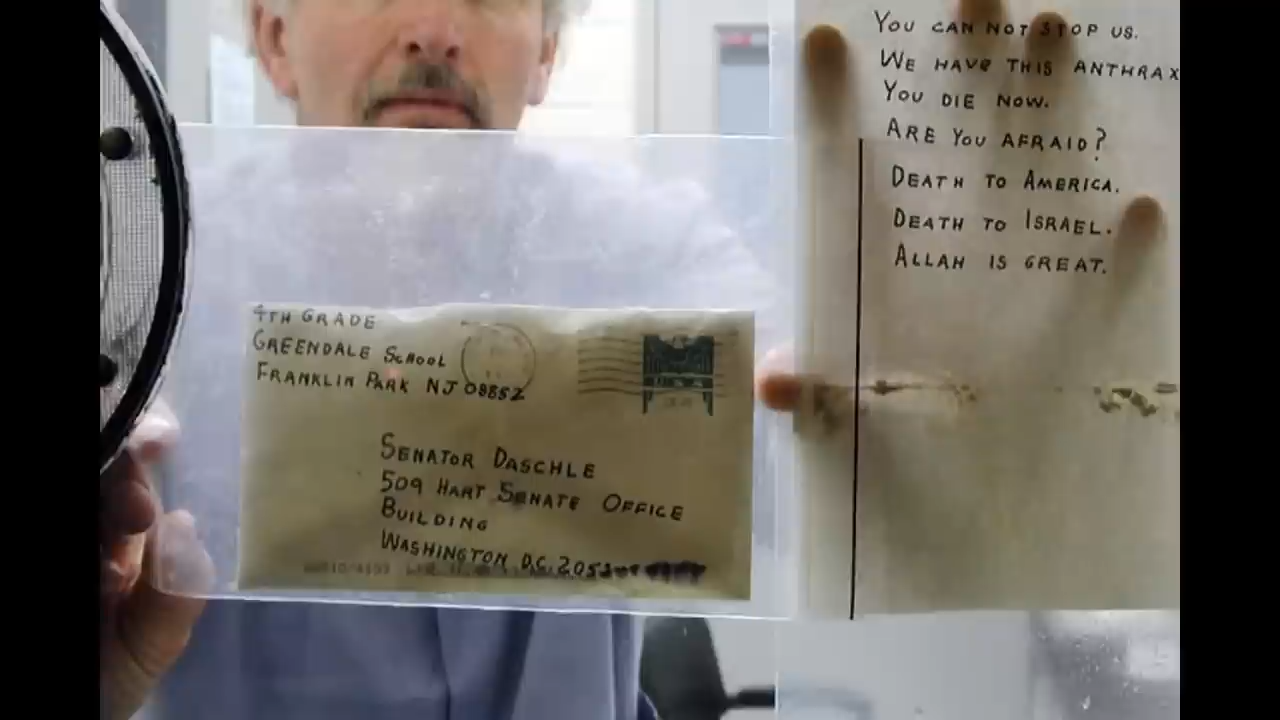 4TH GRADE
GREENDALE SCHOOL
FRANKLIN PARK NJ 08852
SENATOR DASCHLE
509 HART SENATE OFFICE
BUILDING
WASHINGTON D.C. 2051
YOU CAN NOT STOP US.
WE HAVE THIS ANTHRAX
YOU DIE NOW.
ARE YOU AFRAID?
DEATH TO AMERICA.
DEATH TO ISRAEL.
ALLAH IS GREAT.